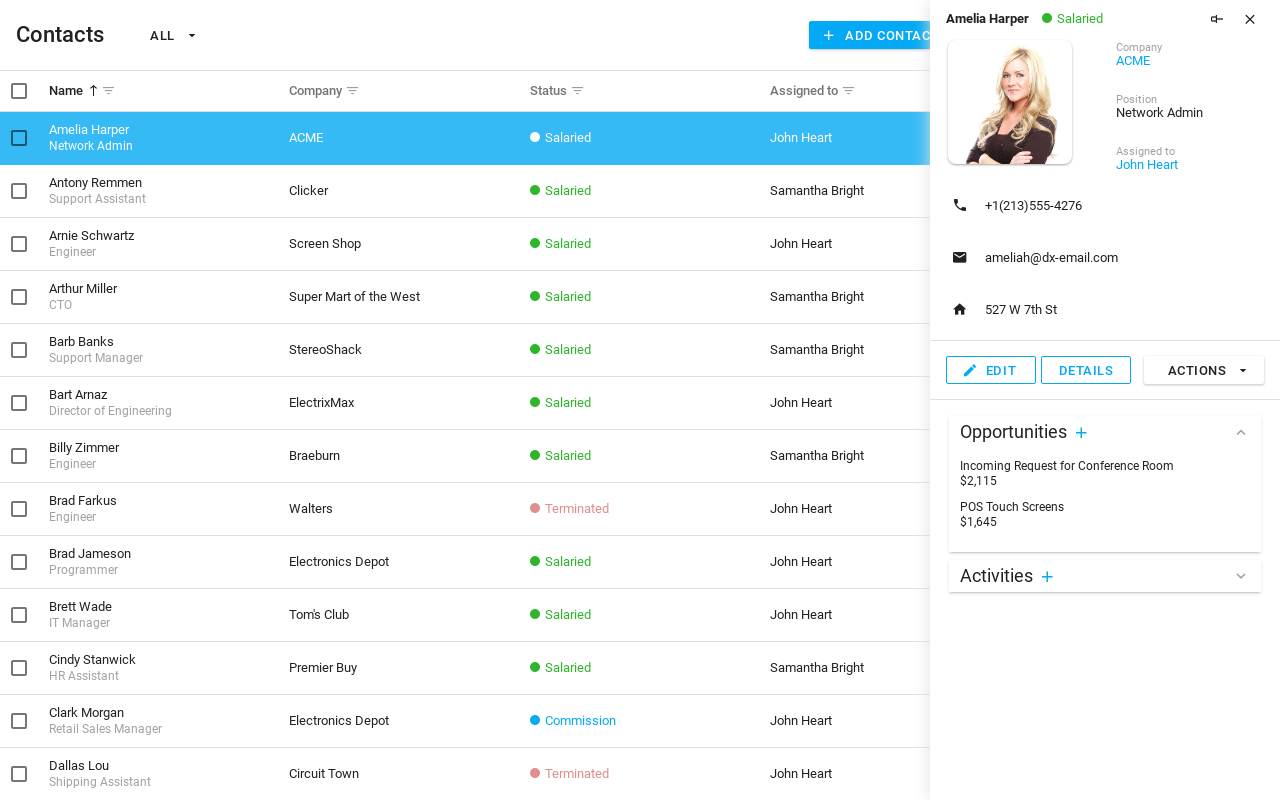 Contacts
ALL
ADD CONTAC
Name
Company
Status
Assigned to
Amelia Harper
Network Admin
ACME
Salaried
John Heart
Antony Remmen
Support Assistant
Clicker
Salaried
Samantha Bright
Arnie Schwartz
Engineer
Screen Shop
Salaried
John Heart
Arthur Miller
CTO
Super Mart of the West
Salaried
Samantha Bright
Barb Banks
Support Manager
StereoShack
Salaried
Samantha Bright
Bart Arnaz
Director of Engineering
ElectrixMax
Salaried
John Heart
Billy Zimmer
Engineer
Braeburn
Salaried
Samantha Bright
Brad Farkus
Engineer
Walters
Terminated
John Heart
Brad Jameson
Programmer
Electronics Depot
Salaried
John Heart
Brett Wade
IT Manager
Tom's Club
Salaried
John Heart
Cindy Stanwick
HR Assistant
Premier Buy
Salaried
Samantha Bright
Clark Morgan
Retail Sales Manager
Electronics Depot
Commission
John Heart
Dallas Lou
Shipping Assistant
Circuit Town
Terminated
John Heart
Amelia Harper
Salaried
Company
ACME
Position
Network Admin
Assigned to
John Heart
+1(213)555-4276
ameliah@dx-email.com
527 W 7th St
EDIT
DETAILS
ACTIONS
Opportunities
Incoming Request for Conference Room
$2,115
POS Touch Screens
$1,645
Activities